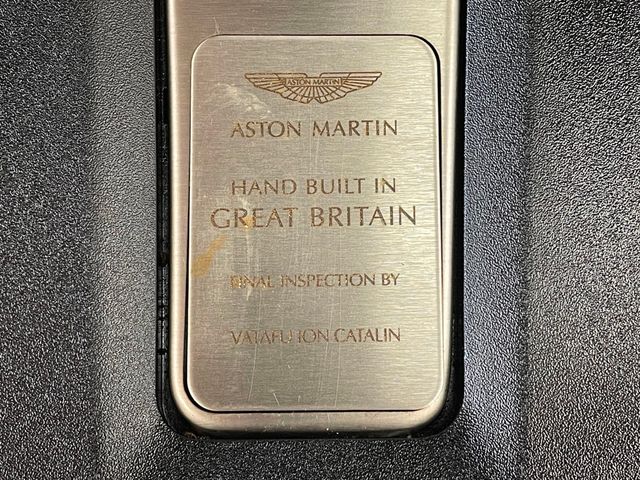 ASTON MARTIN
ASTON MARTIN
HAND BUILT IN
GREAT BRITAIN
FINAL INSPECTION BY
VATAFU ION CATALIN